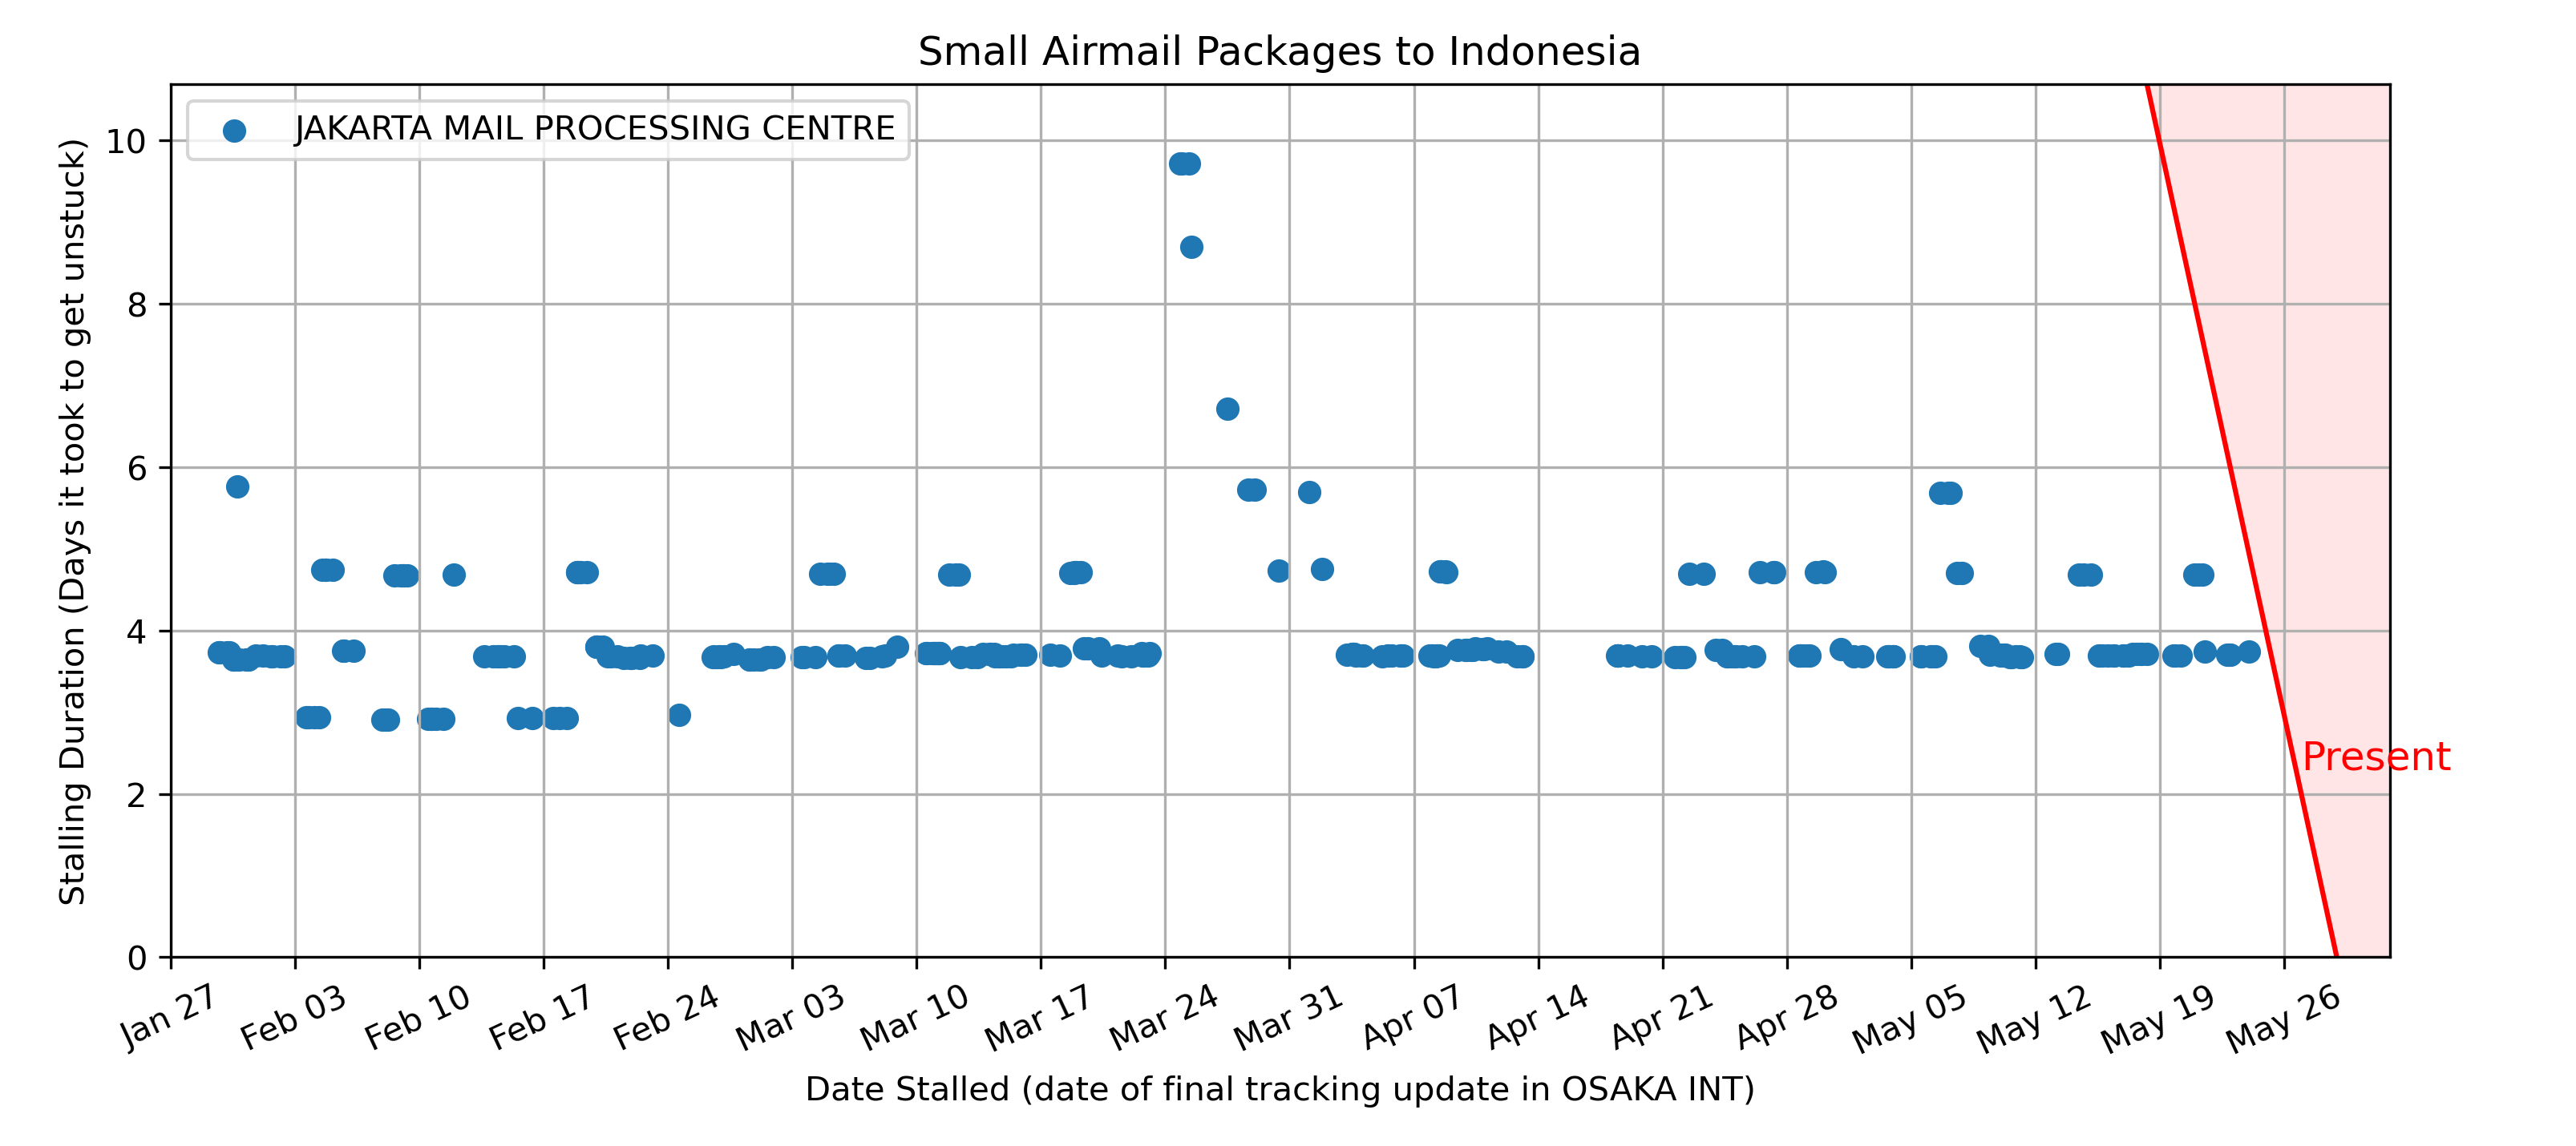 Small Airmail Packages to Indonesia
JAKARTA MAIL PROCESSING CENTRE
Stalling Duration (Days it took to get unstuck)
10
8
6
4
2
0
Present
Jan 27
Feb 03
Feb 10
Feb 17
Feb 24
Mar 03
Mar 10
Mar 17
Mar 24
Mar 31
Apr 07
Apr 14
Apr 21
Apr 28
May 05
May 12
May 19
May 26
Date Stalled (date of final tracking update in OSAKA INT)